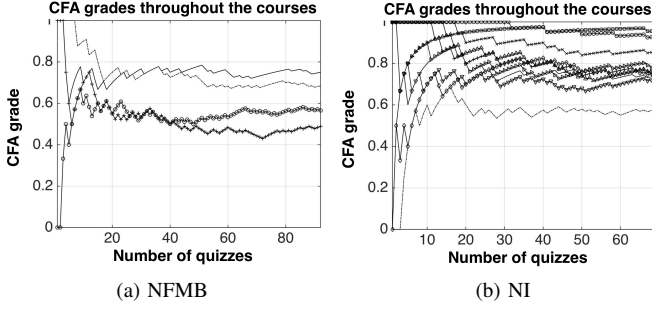 CFA grades throughout the courses
1
0.8
0.6
0.4
0.2
0
CFA grade
20 40 60 80
Number of quizzes
(a) NFMB
CFA grades throughout the courses
1
0.8
0.6
0.4
0.2
0
CFA grade
10 20 30 40 50 60
Number of quizzes
(b) NI